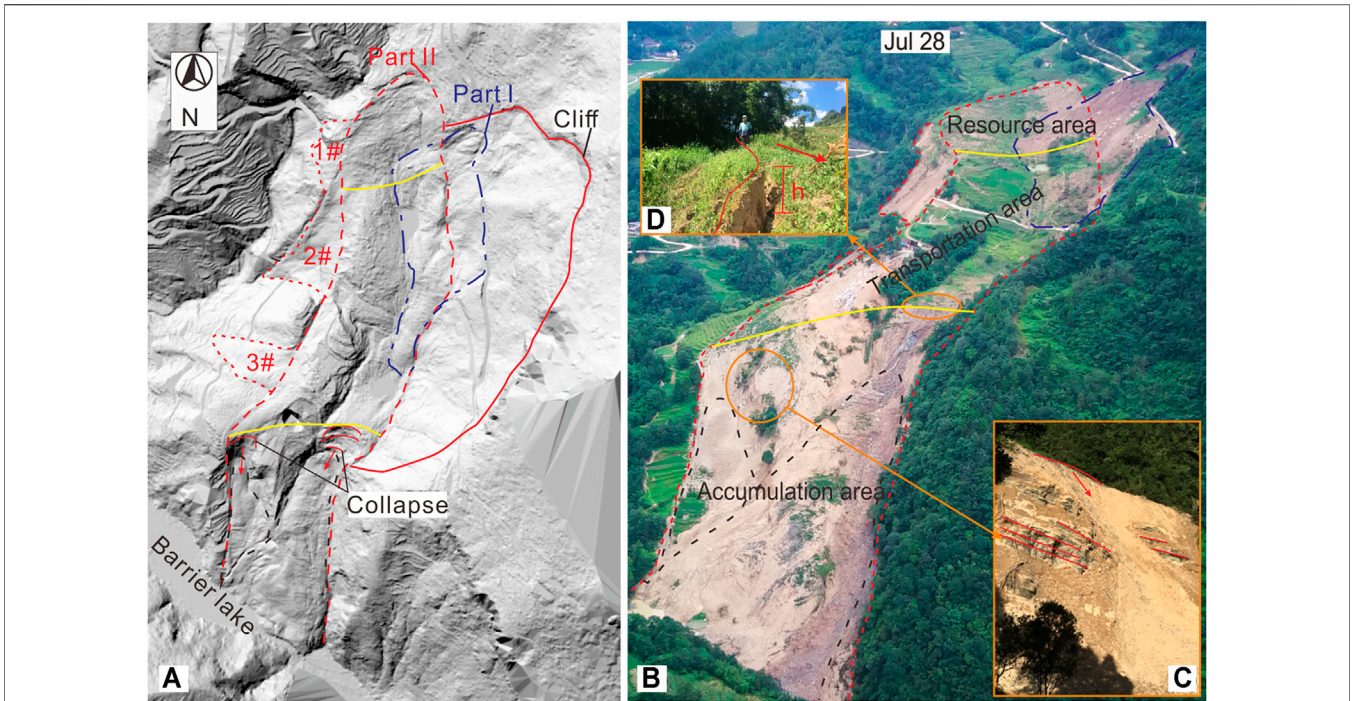 N
Part II
Part I
Cliff
1#
2#
3#
Collapse
Barrier lake
A
Jul 28
Resource area
h
D
Transportation area
Accumulation area
B
C